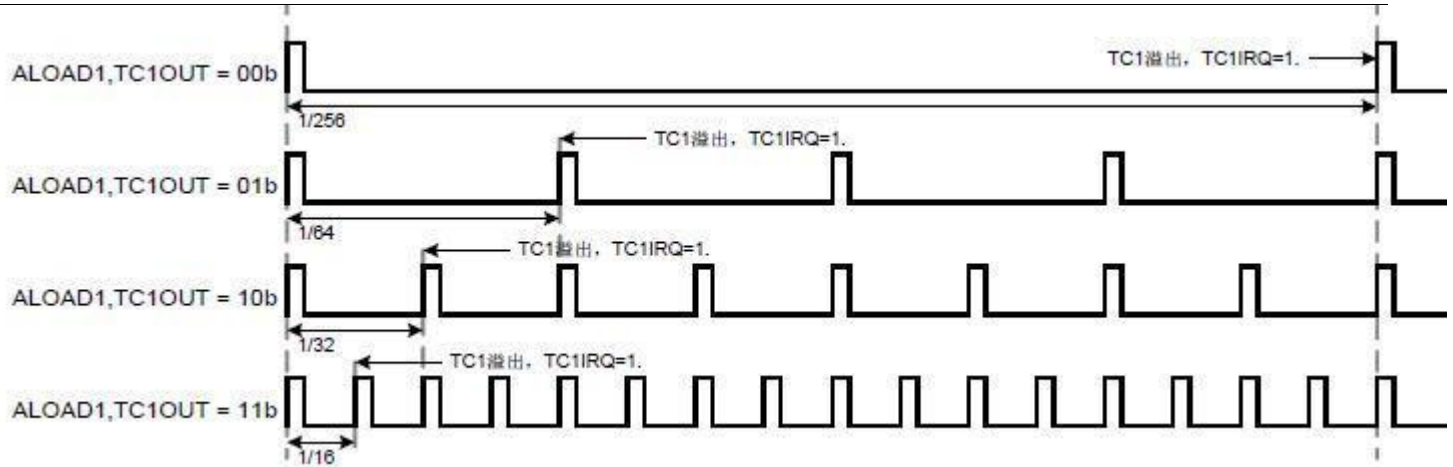 ALOAD1,TC1OUT = 00b
TC1溢出，TC1IRQ=1.
1/256
TC1溢出，TC1IRQ=1.
ALOAD1,TC1OUT = 01b
1/64
TC1溢出，TC1IRQ=1.
ALOAD1,TC1OUT = 10b
1/32
TC1溢出，TC1IRQ=1.
ALOAD1,TC1OUT = 11b
1/16